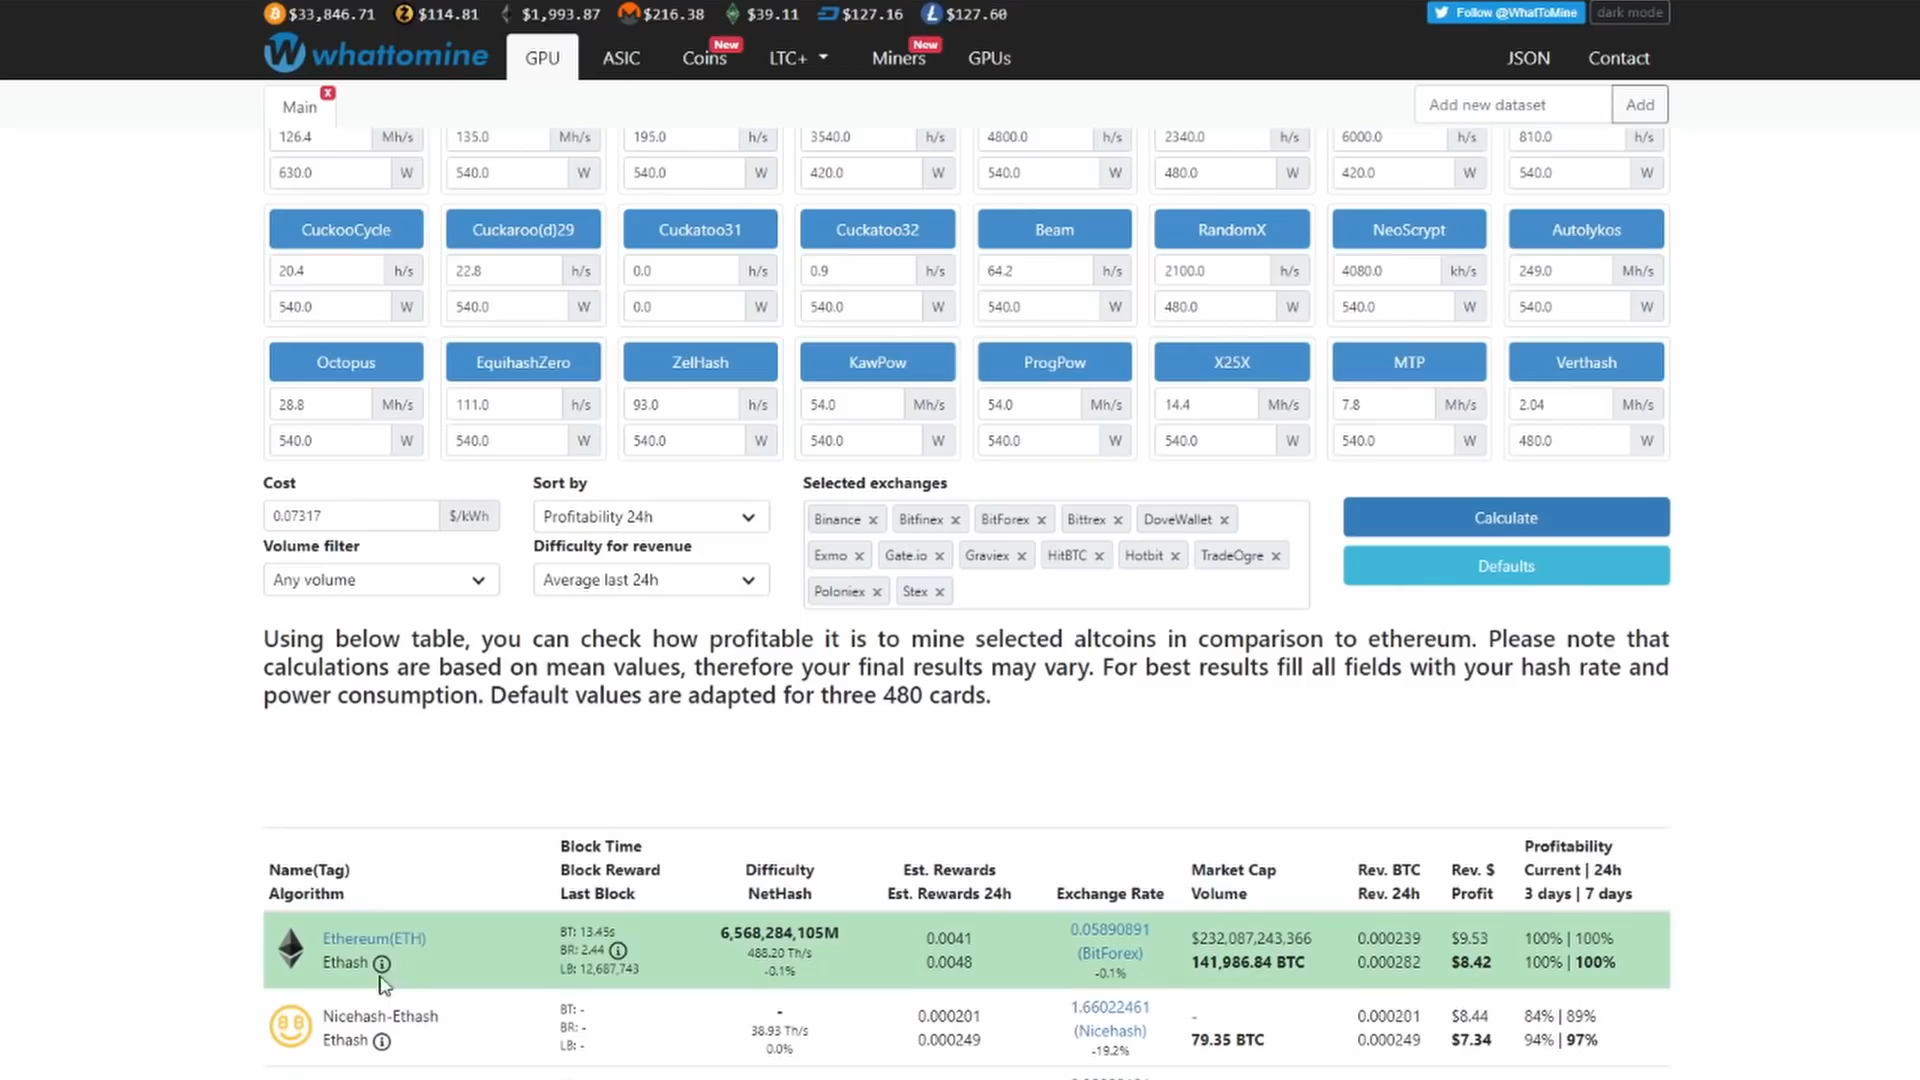 $33,846.71 $114.81 $1,993.87 $216.38 $39.11 $127.16 $127.60 Follow @WhatToMine dark mode
whattomine GPU ASIC Coins New LTC+ Miners New GPUs JSON Contact
Main x Add new dataset Add
126.4 Mh/s 135.0 Mh/s 195.0 h/s 3540.0 h/s 4800.0 h/s 2340.0 h/s 6000.0 h/s 810.0 h/s
630.0 W 540.0 W 540.0 W 420.0 W 540.0 W 480.0 W 420.0 W 540.0 W
CuckooCycle Cuckaroo(d)29 Cuckatoo31 Cuckatoo32 Beam RandomX NeoScrypt Autolykos
20.4 h/s 22.8 h/s 0.0 h/s 0.9 h/s 64.2 h/s 2100.0 h/s 4080.0 kh/s 249.0 Mh/s
540.0 W 540.0 W 0.0 W 540.0 W 540.0 W 480.0 W 540.0 W 540.0 W
Octopus EquihashZero ZelHash KawPow ProgPow X25X MTP Verthash
28.8 Mh/s 111.0 h/s 93.0 h/s 54.0 Mh/s 54.0 Mh/s 14.4 Mh/s 7.8 Mh/s 2.04 Mh/s
540.0 W 540.0 W 540.0 W 540.0 W 540.0 W 540.0 W 540.0 W 480.0 W
Cost Sort by Selected exchanges
0.07317 $/kWh Profitability 24h Binance × Bitfinex × BitForex × Bittrex × DoveWallet × Calculate
Volume filter Difficulty for revenue Exmo × Gate.io × Graviex × HitBTC × Hotbit × TradeOgre × Defaults
Any volume Average last 24h Poloniex × Stex ×
Using below table, you can check how profitable it is to mine selected altcoins in comparison to ethereum. Please note that
calculations are based on mean values, therefore your final results may vary. For best results fill all fields with your hash rate and
power consumption. Default values are adapted for three 480 cards.
Block Time Profitability
Name(Tag) Block Reward Difficulty Est. Rewards Market Cap Rev. BTC Rev. $ Current | 24h
Algorithm Last Block NetHash Est. Rewards 24h Exchange Rate Volume Rev. 24h Profit 3 days | 7 days
BT: 13.45s 0.05890891
Ethereum(ETH) BR: 2.44 6,568,284,105M 0.0041 (BitForex) $232,087,243,366 0.000239 $9.53 100% | 100%
Ethash LB: 12,687,743 488.20 Th/s 0.0048 -0.1% 141,986.84 BTC 0.000282 $8.42 100% | 100%
-0.1%
BT: - 1.66022461
Nicehash-Ethash BR: - - 0.000201 (Nicehash) - 0.000201 $8.44 84% | 89%
Ethash LB: - 38.93 Th/s 0.000249 -19.2% 79.35 BTC 0.000249 $7.34 94% | 97%
0.0%